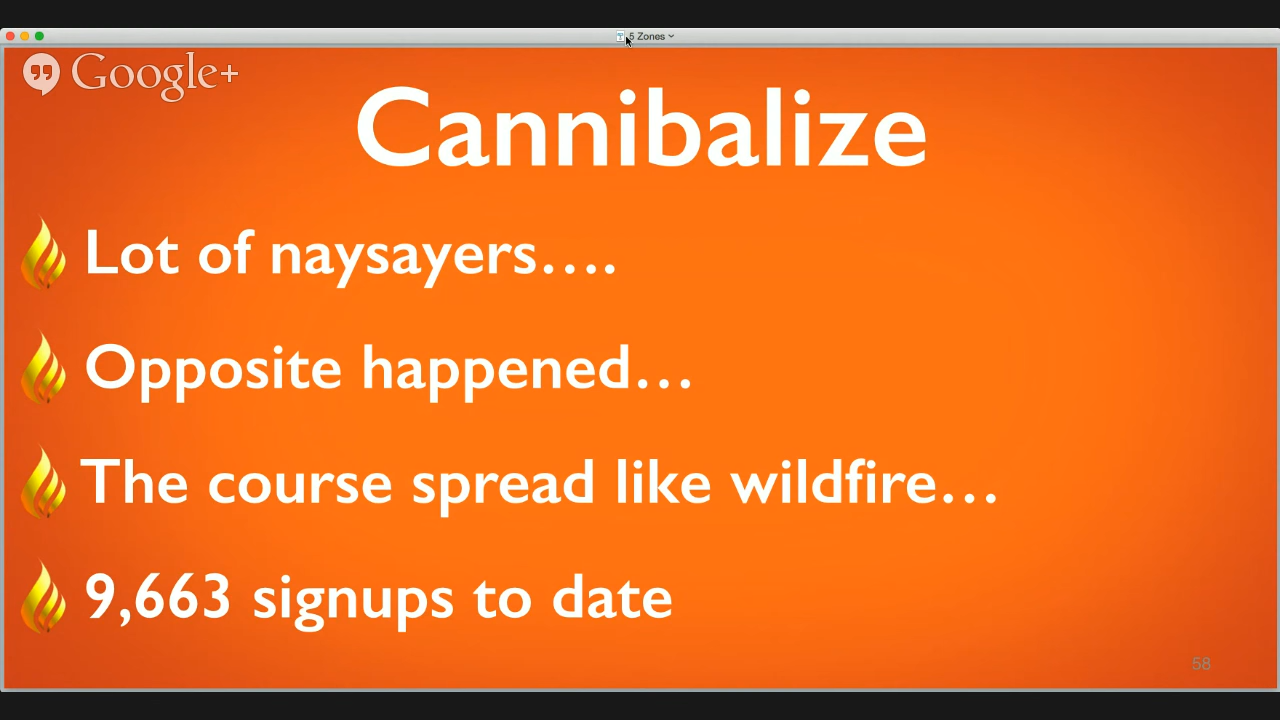 5 Zones
Google+
Cannibalize
Lot of naysayers....
Opposite happened...
The course spread like wildfire...
9,663 signups to date
58